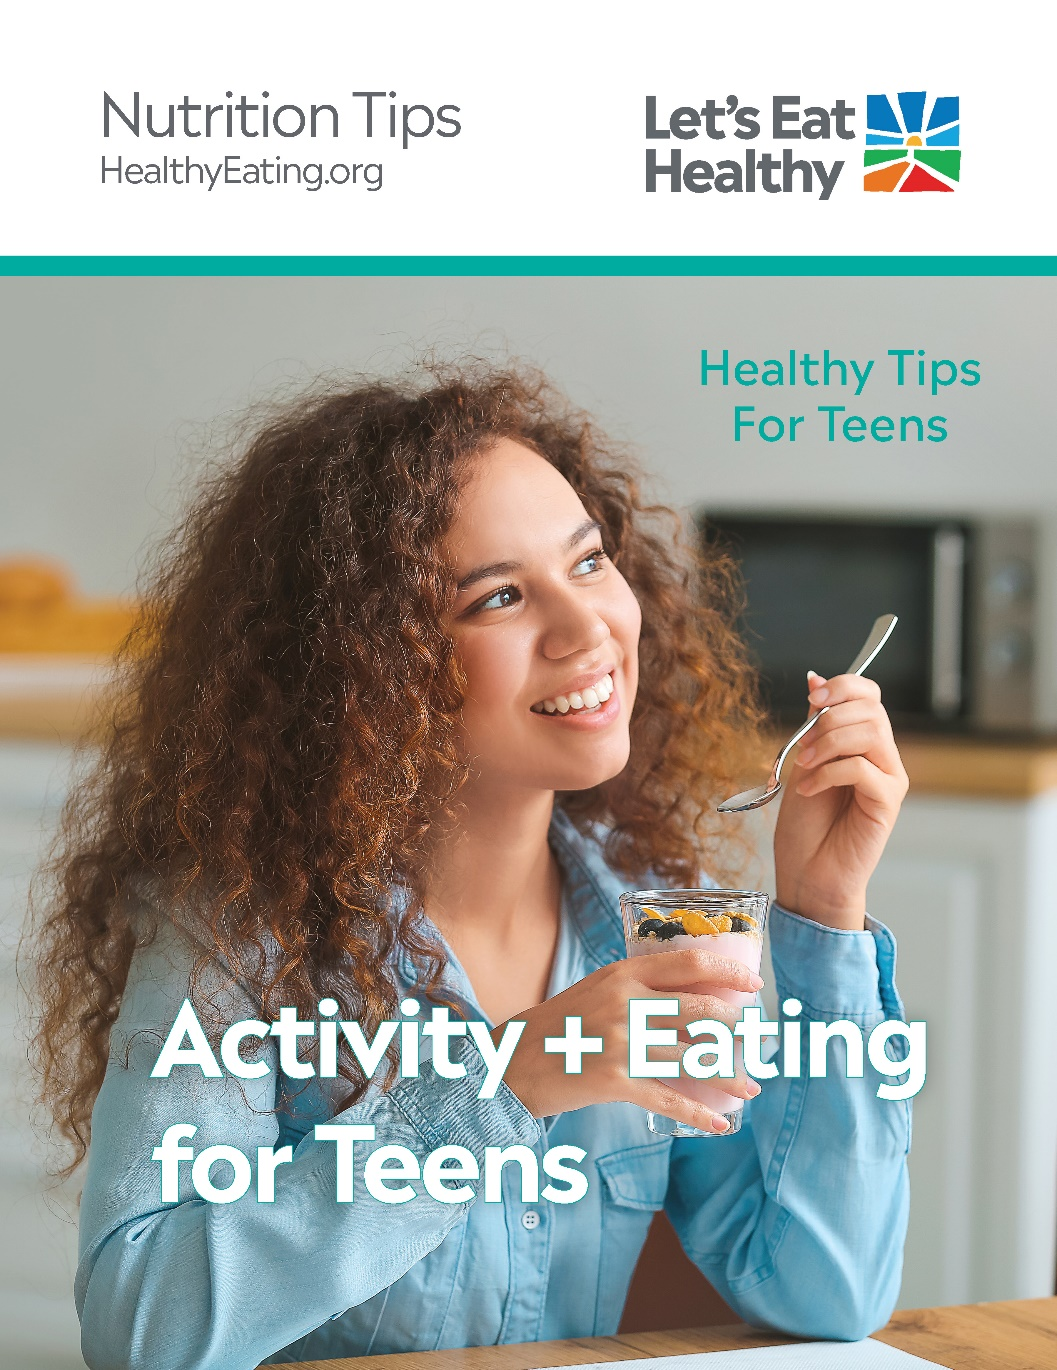 Nutrition Tips
HealthyEating.org
Let's Eat
Healthy
Healthy Tips
For Teens
Activity + Eating
for Teens